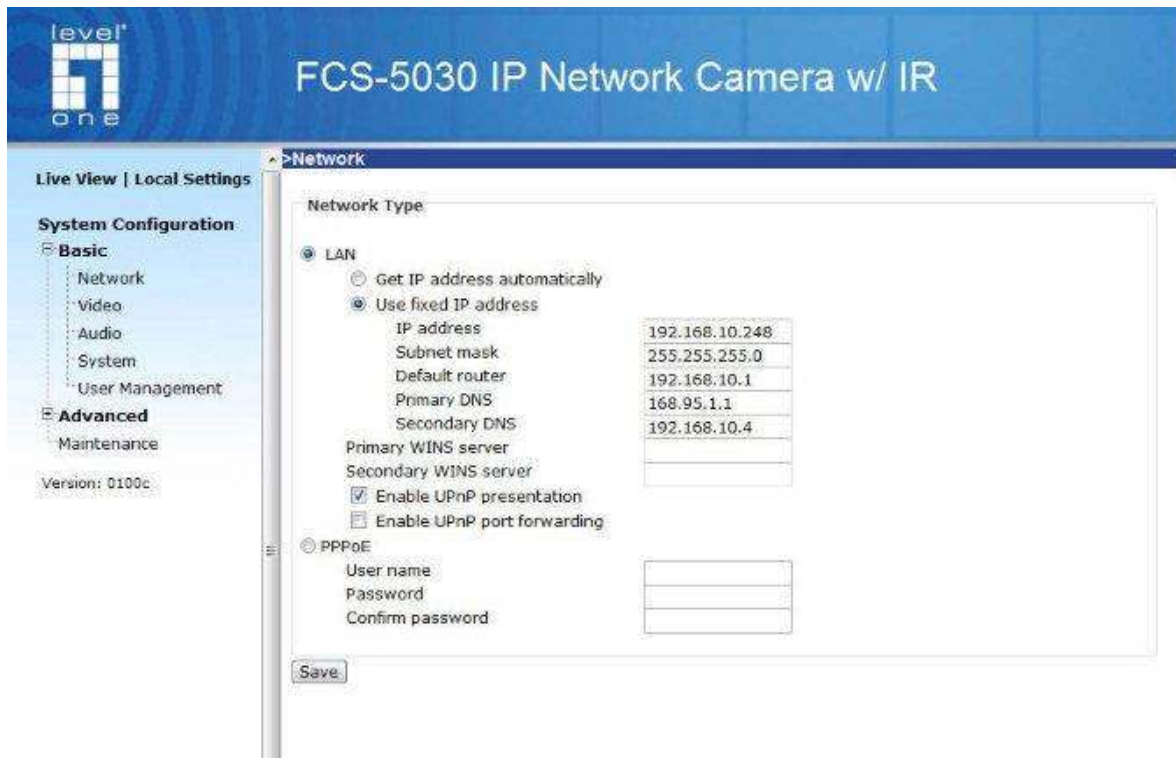 level one
FCS-5030 IP Network Camera w/ IR
Live View | Local Settings
System Configuration
Basic
Network
Video
Audio
System
User Management
Advanced
Maintenance
Version: 0100c
>Network
Network Type
LAN
Get IP address automatically
Use fixed IP address
IP address 192.168.10.248
Subnet mask 255.255.255.0
Default router 192.168.10.1
Primary DNS 168.95.1.1
Secondary DNS 192.168.10.4
Primary WINS server
Secondary WINS server
Enable UPnP presentation
Enable UPnP port forwarding
PPPoE
User name
Password
Confirm password
Save